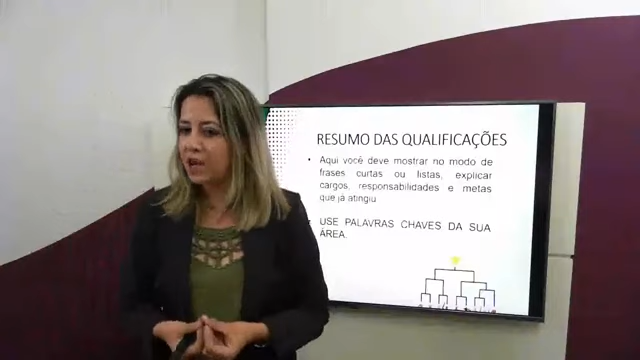 RESUMO DAS QUALIFICAÇÕES
• Aqui você deve mostrar no modo de
frases curtas ou listas, explicar
cargos, responsabilidades e metas
que já atingiu
USE PALAVRAS CHAVES DA SUA
ÁREA.